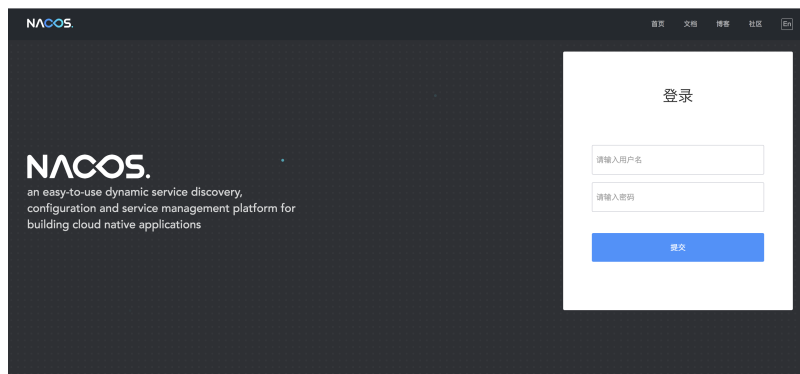 NACOS.
首页 文档 博客 社区 En
登录
请输入用户名
请输入密码
提交
NACOS.
an easy-to-use dynamic service discovery,
configuration and service management platform for
building cloud native applications